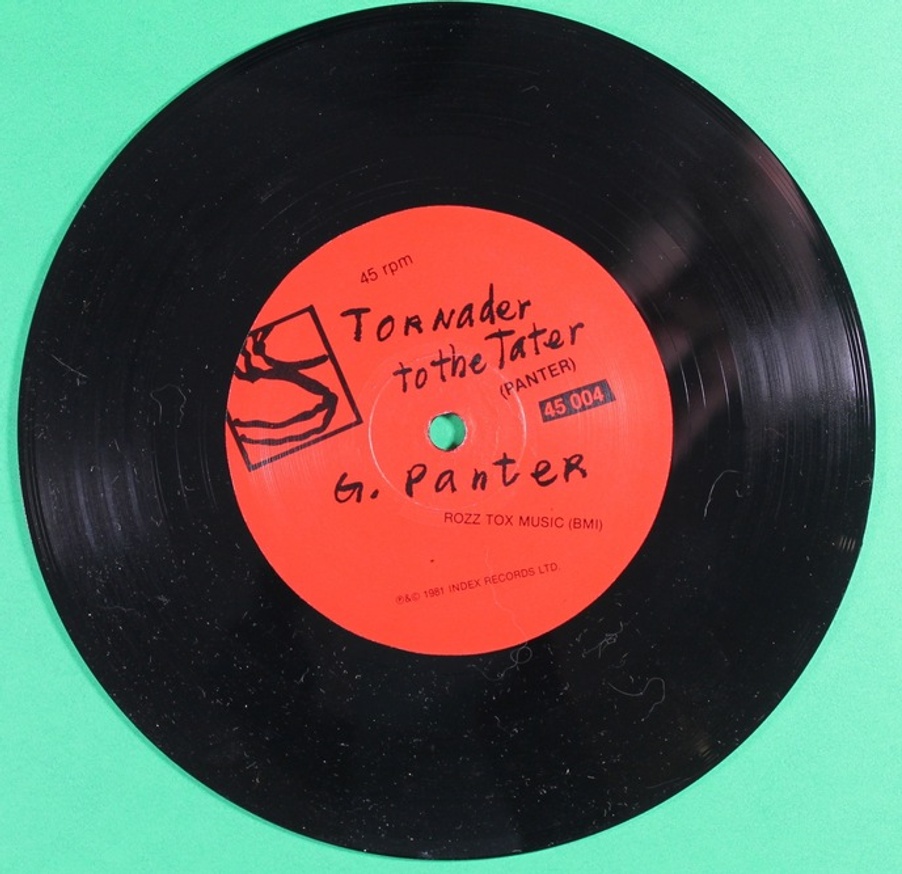 45 rpm
Tornader
to the Tater
(PANTER)
45 004
G. Panter
ROZZ TOX MUSIC (BMI)
℗&© 1981 INDEX RECORDS LTD.